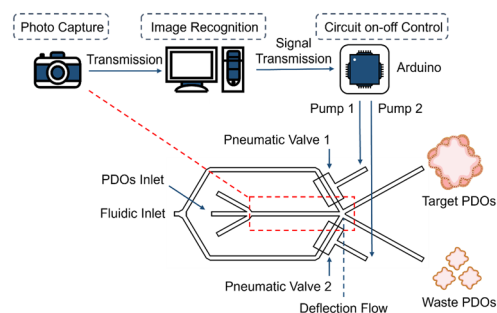 Photo Capture
Image Recognition
Circuit on-off Control
Transmission
Signal
Transmission
Arduino
Pump 1
Pump 2
Pneumatic Valve 1
PDOs Inlet
Fluidic Inlet
Target PDOs
Pneumatic Valve 2
Deflection Flow
Waste PDOs